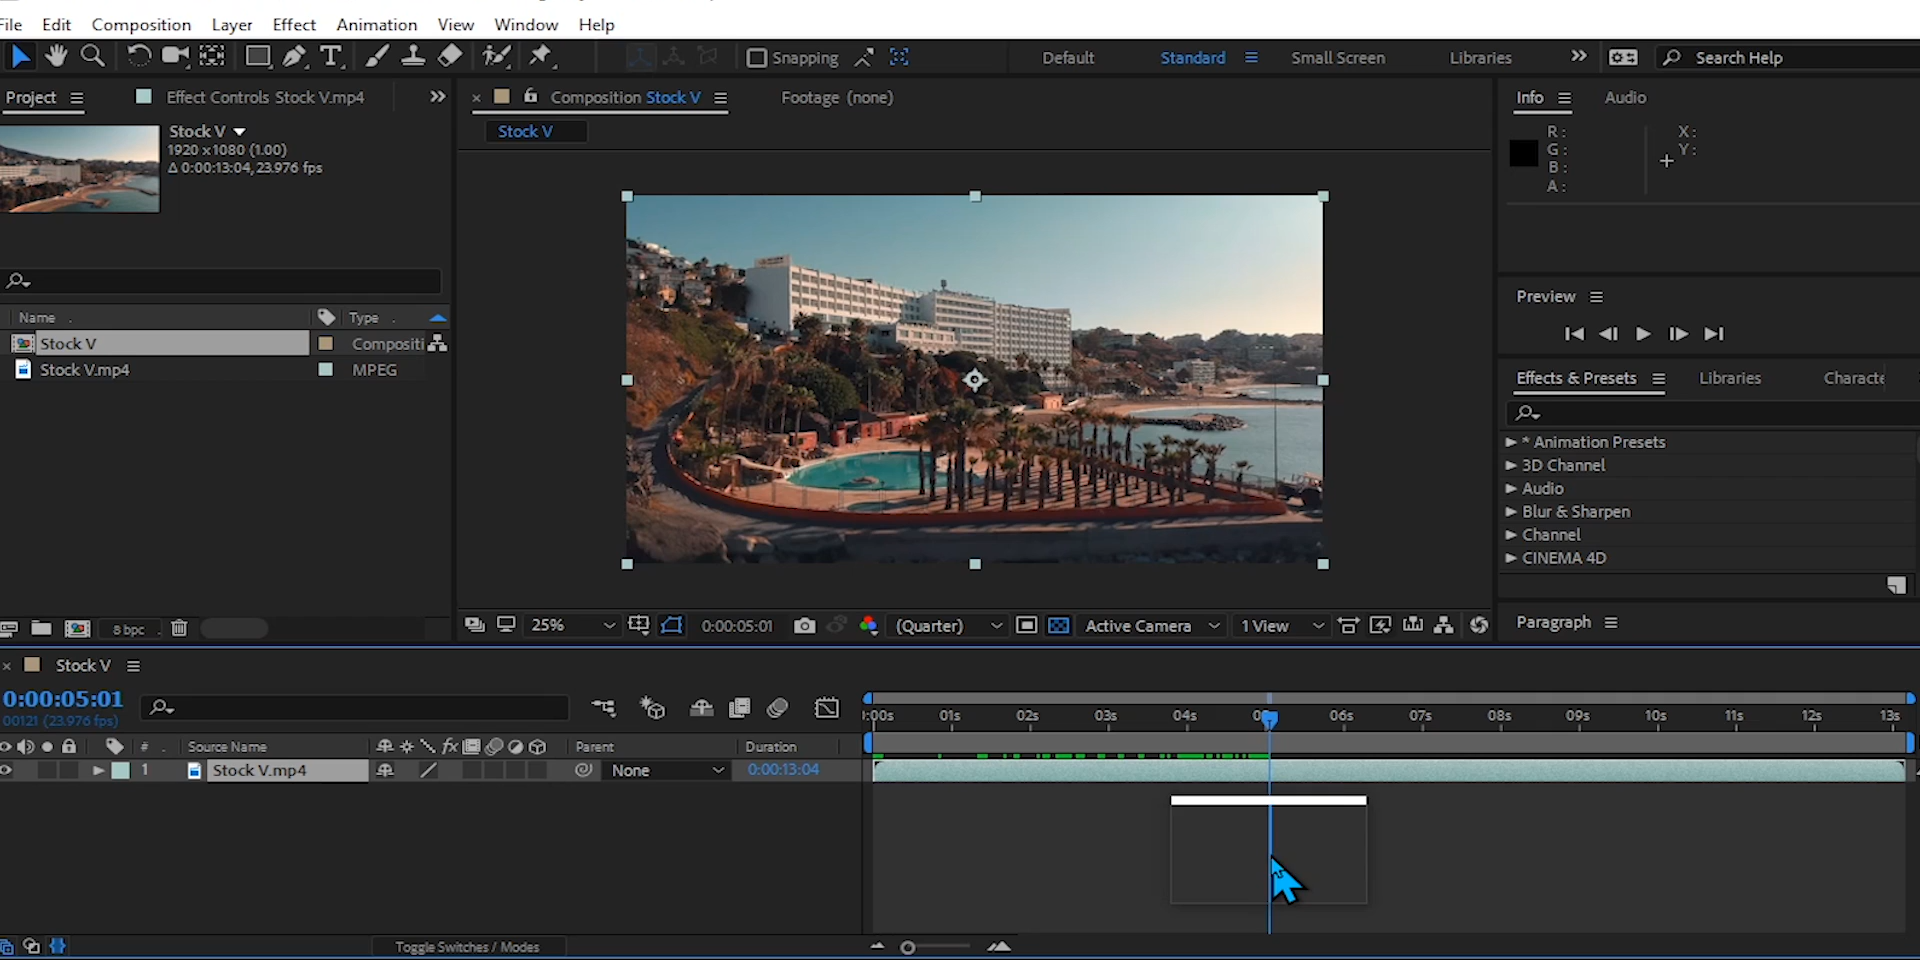 File Edit Composition Layer Effect Animation View Window Help
Snapping Default Standard Small Screen Libraries Search Help
Project Effect Controls Stock V.mp4
Composition Stock V Footage (none)
Info Audio
Stock V
1920 x 1080 (1.00)
Δ 0:00:13:04, 23.976 fps
Stock V
R:
G:
B:
A:
X:
Y:
Preview
Name Type
Stock V Compositi
Stock V.mp4 MPEG
Effects & Presets Libraries Characte
* Animation Presets
3D Channel
Audio
Blur & Sharpen
Channel
CINEMA 4D
Paragraph
8 bpc
25% 0:00:05:01 (Quarter) Active Camera 1 View
Stock V
0:00:05:01
00121 (23.976 fps)
:00s 01s 02s 03s 04s 06s 07s 08s 09s 10s 11s 12s 13s
# Source Name fx Parent Duration
1 Stock V.mp4 None 0:00:13:04
Toggle Switches / Modes